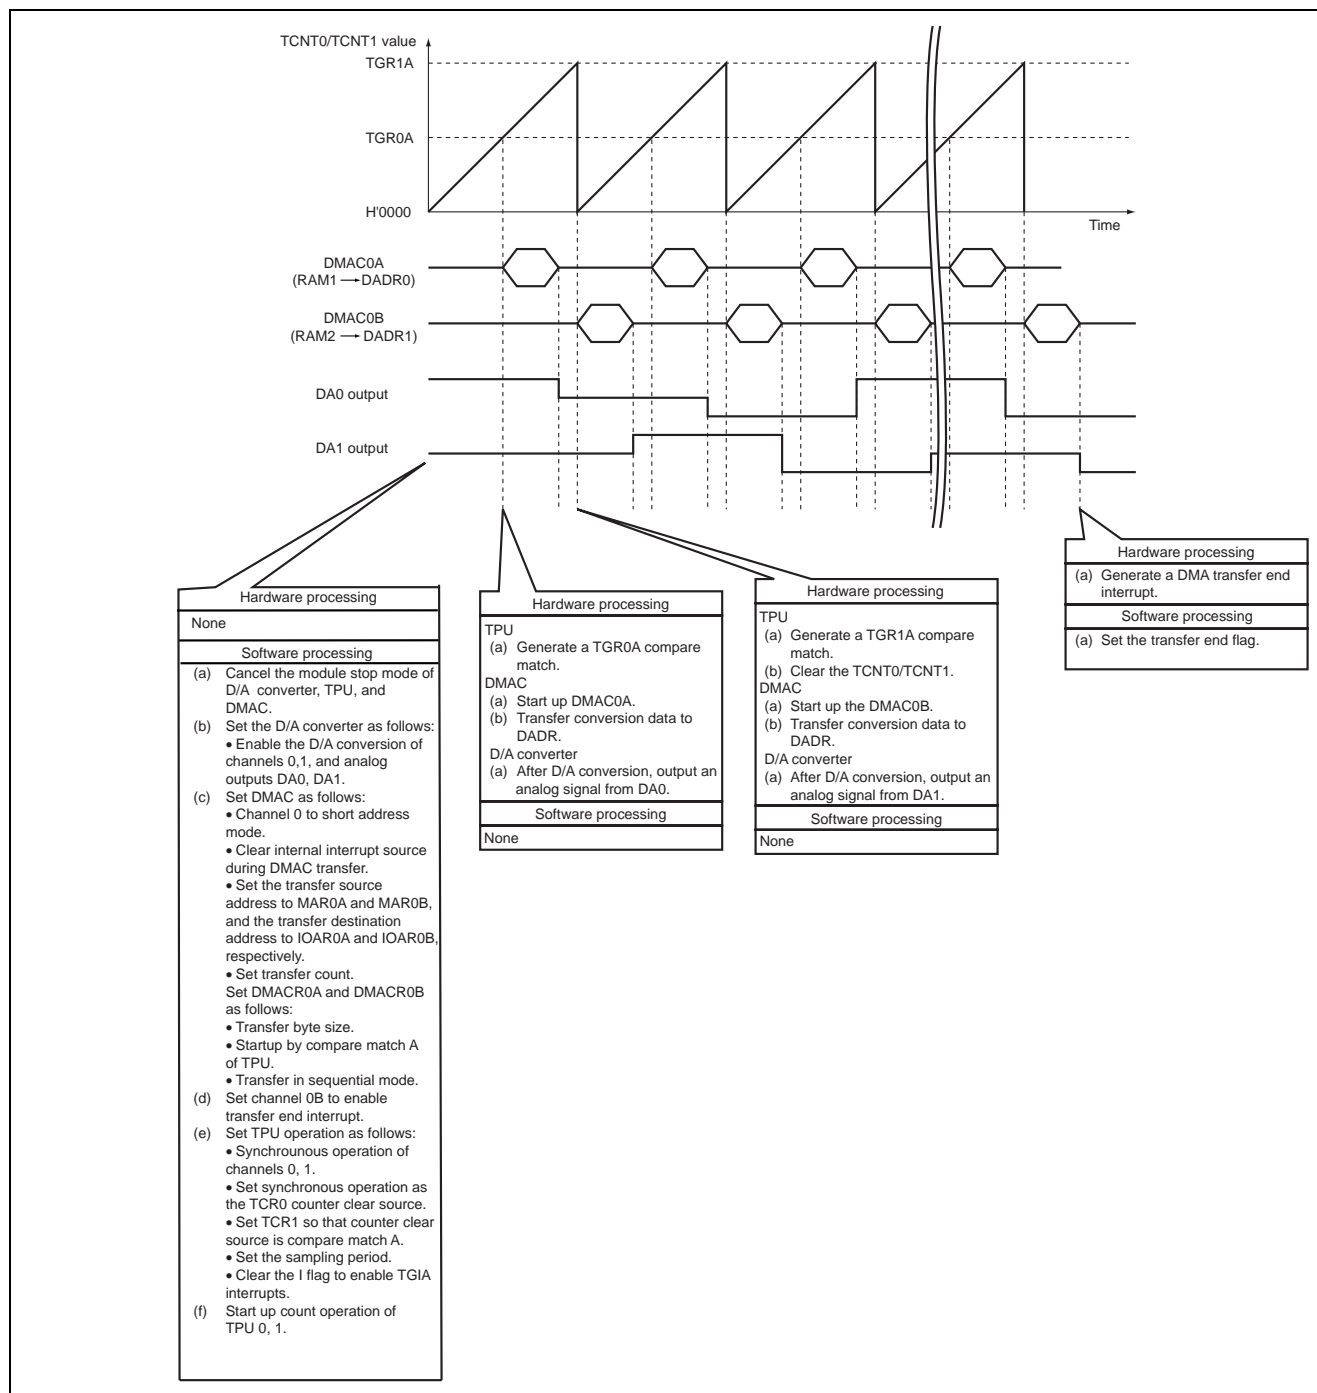 TCNT0/TCNT1 value
TGR1A
TGR0A
H'0000
Time
DMAC0A
(RAM1 → DADR0)
DMAC0B
(RAM2 → DADR1)
DA0 output
DA1 output
Hardware processing
None
Software processing
(a) Cancel the module stop mode of
D/A converter, TPU, and
DMAC.
(b) Set the D/A converter as follows:
• Enable the D/A conversion of
channels 0,1, and analog
outputs DA0, DA1.
(c) Set DMAC as follows:
• Channel 0 to short address
mode.
• Clear internal interrupt source
during DMAC transfer.
• Set the transfer source
address to MAR0A and MAR0B,
and the transfer destination
address to IOAR0A and IOAR0B,
respectively.
• Set transfer count.
Set DMACR0A and DMACR0B
as follows:
• Transfer byte size.
• Startup by compare match A
of TPU.
• Transfer in sequential mode.
(d) Set channel 0B to enable
transfer end interrupt.
(e) Set TPU operation as follows:
• Synchrounous operation of
channels 0, 1.
• Set synchronous operation as
the TCR0 counter clear source.
• Set TCR1 so that counter clear
source is compare match A.
• Set the sampling period.
• Clear the I flag to enable TGIA
interrupts.
(f) Start up count operation of
TPU 0, 1.
Hardware processing
TPU
(a) Generate a TGR0A compare
match.
DMAC
(a) Start up DMAC0A.
(b) Transfer conversion data to
DADR.
D/A converter
(a) After D/A conversion, output an
analog signal from DA0.
Software processing
None
Hardware processing
TPU
(a) Generate a TGR1A compare
match.
(b) Clear the TCNT0/TCNT1.
DMAC
(a) Start up the DMAC0B.
(b) Transfer conversion data to
DADR.
D/A converter
(a) After D/A conversion, output an
analog signal from DA1.
Software processing
None
Hardware processing
(a) Generate a DMA transfer end
interrupt.
Software processing
(a) Set the transfer end flag.